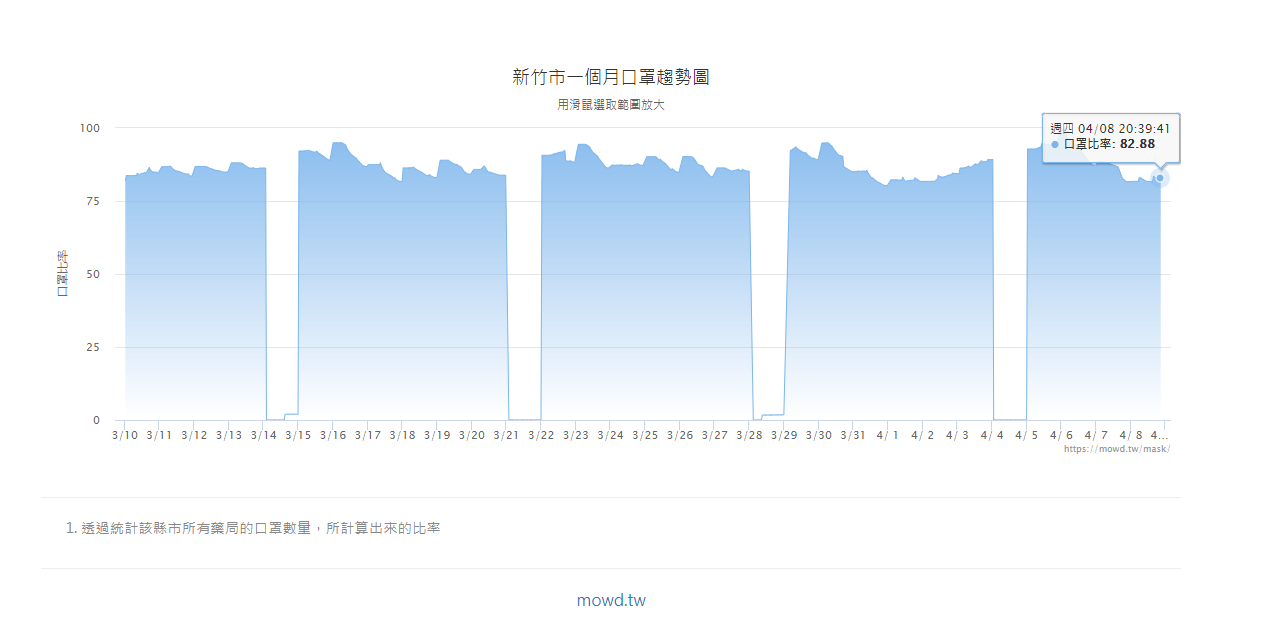 新竹市一個月口罩趨勢圖
用滑鼠選取範圍放大
100
週四 04/08 20:39:41
口罩比率: 82.88
75
口罩比率
50
25
0
3/10 3/11 3/12 3/13 3/14 3/15 3/16 3/17 3/18 3/19 3/20 3/21 3/22 3/23 3/24 3/25 3/26 3/27 3/28 3/29 3/30 3/31 4/ 1 4/ 2 4/ 3 4/ 4 4/ 5 4/ 6 4/ 7 4/ 8 4...
https://mowd.tw/mask/
1. 透過統計該縣市所有藥局的口罩數量，所計算出來的比率
mowd.tw